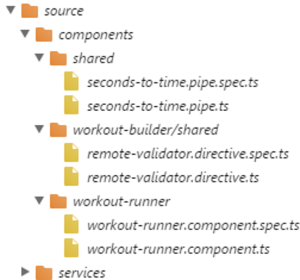 source
components
shared
seconds-to-time.pipe.spec.ts
seconds-to-time.pipe.ts
workout-builder/shared
remote-validator.directive.spec.ts
remote-validator.directive.ts
workout-runner
workout-runner.component.spec.ts
workout-runner.component.ts
services